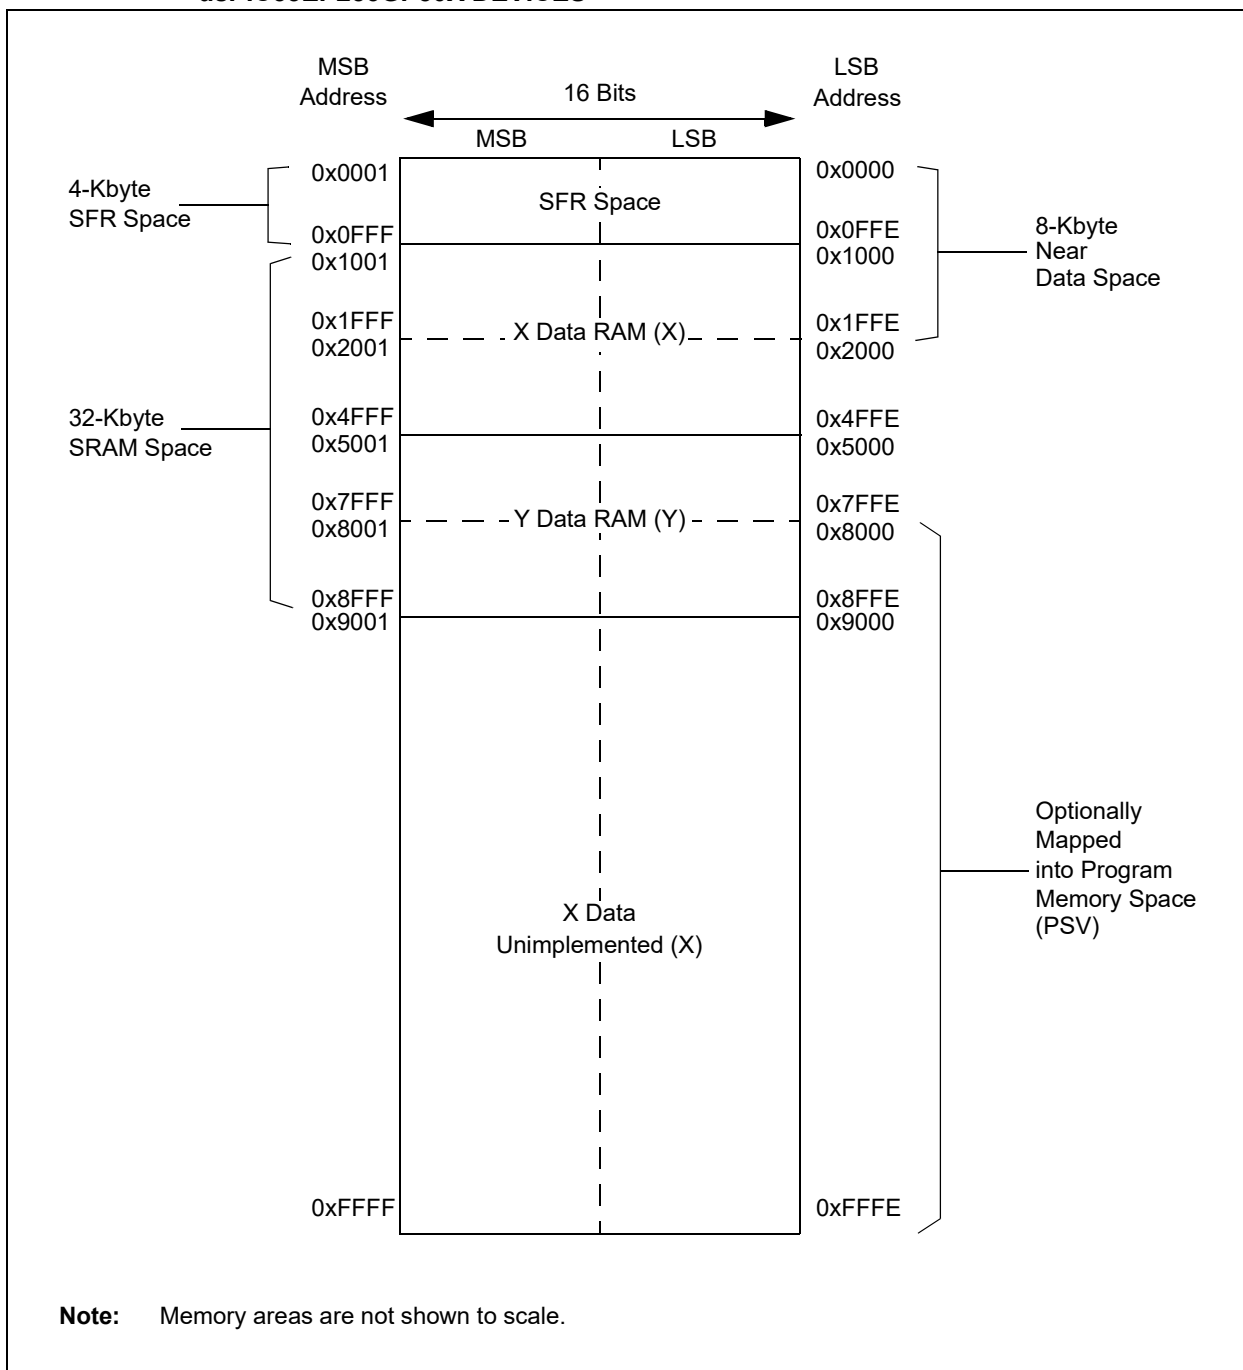 MSB
Address
16 Bits
LSB
Address
MSB
LSB
4-Kbyte
SFR Space
0x0001
0x0FFF
SFR Space
0x0000
0x0FFE
8-Kbyte
Near
Data Space
0x1001
0x1000
0x1FFF
0x2001
X Data RAM (X)
0x1FFE
0x2000
32-Kbyte
SRAM Space
0x4FFF
0x5001
0x4FFE
0x5000
0x7FFF
0x8001
Y Data RAM (Y)
0x7FFE
0x8000
0x8FFF
0x9001
0x8FFE
0x9000
X Data
Unimplemented (X)
Optionally
Mapped
into Program
Memory Space
(PSV)
0xFFFF
0xFFFE
Note: Memory areas are not shown to scale.